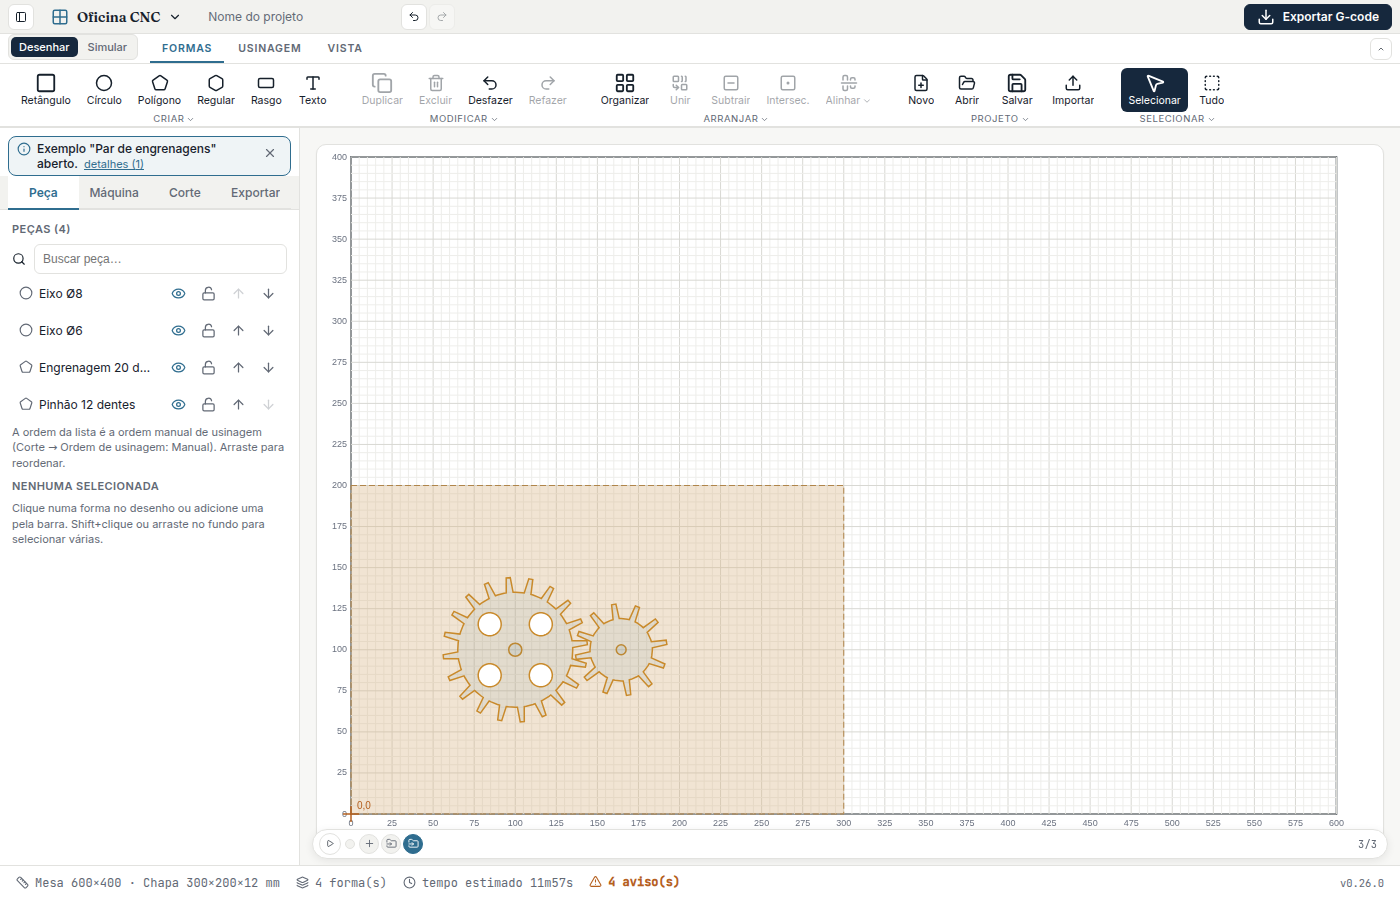 Oficina CNC
Nome do projeto
Exportar G-code
Desenhar
Simular
FORMAS
USINAGEM
VISTA
Retângulo
Círculo
Polígono
Regular
Rasgo
Texto
Duplicar
Excluir
Desfazer
Refazer
Organizar
Unir
Subtrair
Intersec.
Alinhar
Novo
Abrir
Salvar
Importar
Selecionar
Tudo
CRIAR
MODIFICAR
ARRANJAR
PROJETO
SELECIONAR
Exemplo "Par de engrenagens"
aberto. detalhes (1)
Peça
Máquina
Corte
Exportar
PEÇAS (4)
Buscar peça…
Eixo Ø8
Eixo Ø6
Engrenagem 20 d...
Pinhão 12 dentes
A ordem da lista é a ordem manual de usinagem
(Corte → Ordem de usinagem: Manual). Arraste para
reordenar.
NENHUMA SELECIONADA
Clique numa forma no desenho ou adicione uma
pela barra. Shift+clique ou arraste no fundo para
selecionar várias.
400
375
350
325
300
275
250
225
200
175
150
125
100
75
50
25
0
0,0
0
25
50
75
100
125
150
175
200
225
250
275
300
325
350
375
400
425
450
475
500
525
550
575
600
3/3
Mesa 600×400 · Chapa 300×200×12 mm
4 forma(s)
tempo estimado 11m57s
4 aviso(s)
v0.26.0